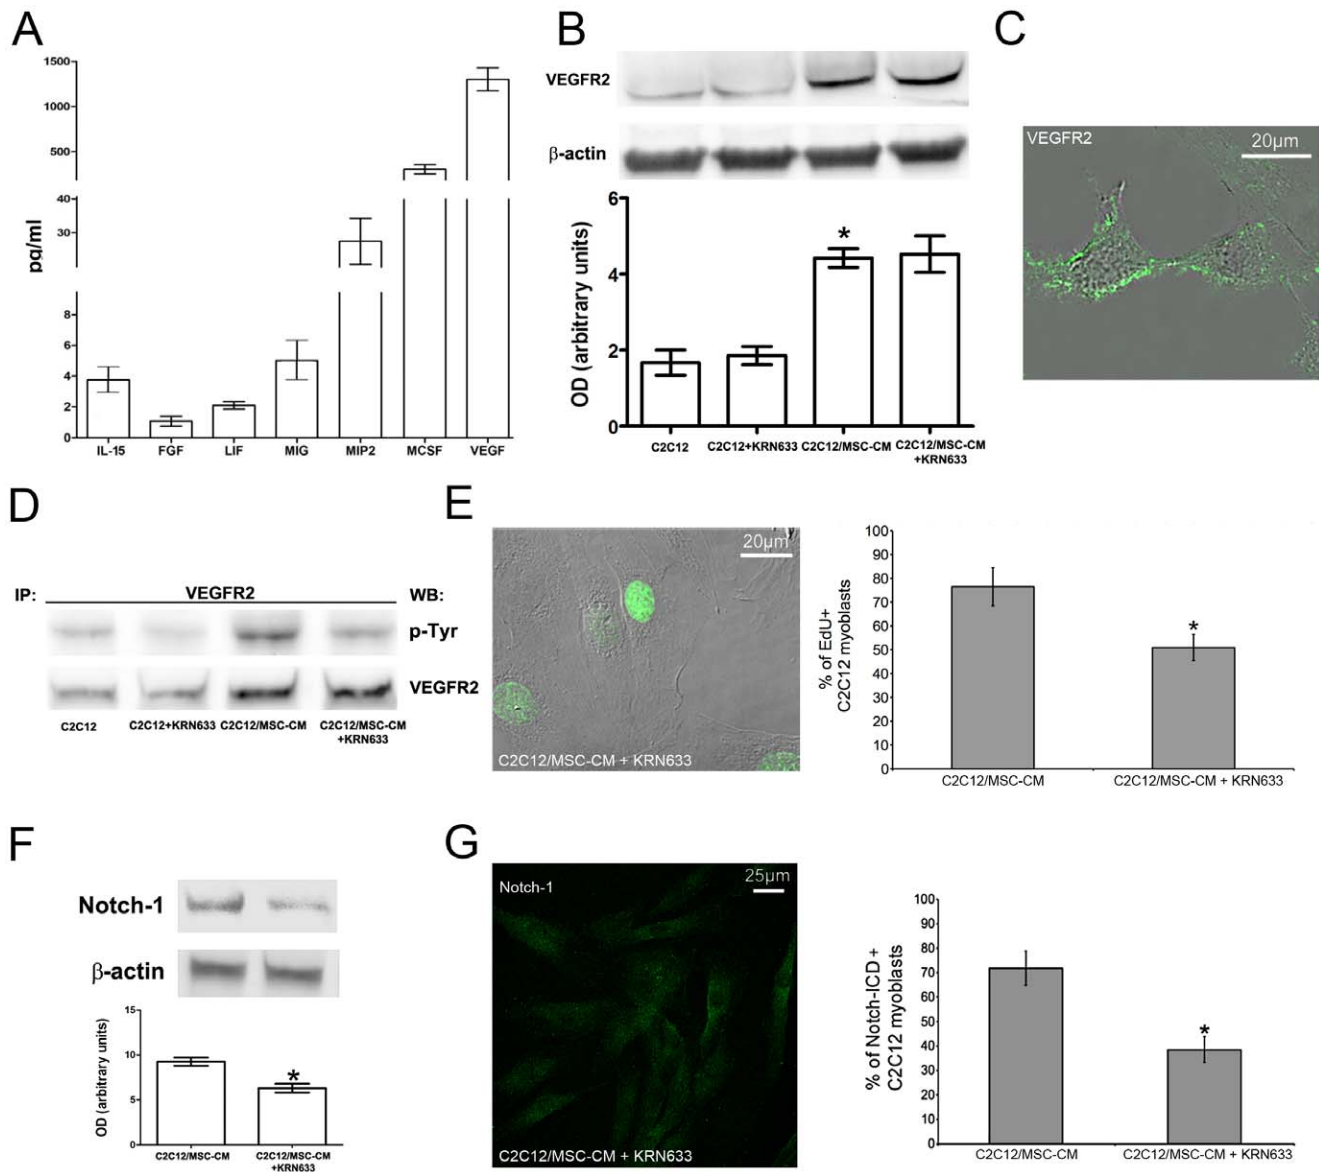 A
1500
1000
500
40
30
8
6
4
2
0
pg/ml
IL-15 FGF LIF MIG MIP2 MCSF VEGF
B
VEGFR2
β-actin
6
4
2
0
OD (arbitrary units)
*
C2C12 C2C12+KRN633 C2C12/MSC-CM C2C12/MSC-CM
+KRN633
C
VEGFR2
20µm
D
IP: VEGFR2 WB:
p-Tyr
VEGFR2
C2C12 C2C12+KRN633 C2C12/MSC-CM C2C12/MSC-CM
+KRN633
E
20µm
C2C12/MSC-CM + KRN633
% of EdU+
C2C12 myoblasts
100
90
80
70
60
50
40
30
20
10
0
*
C2C12/MSC-CM C2C12/MSC-CM + KRN633
F
Notch-1
β-actin
OD (arbitrary units)
15
10
5
0
*
C2C12/MSC-CM C2C12/MSC-CM
+KRN633
G
Notch-1
25µm
C2C12/MSC-CM + KRN633
% of Notch-ICD +
C2C12 myoblasts
100
90
80
70
60
50
40
30
20
10
0
*
C2C12/MSC-CM C2C12/MSC-CM + KRN633